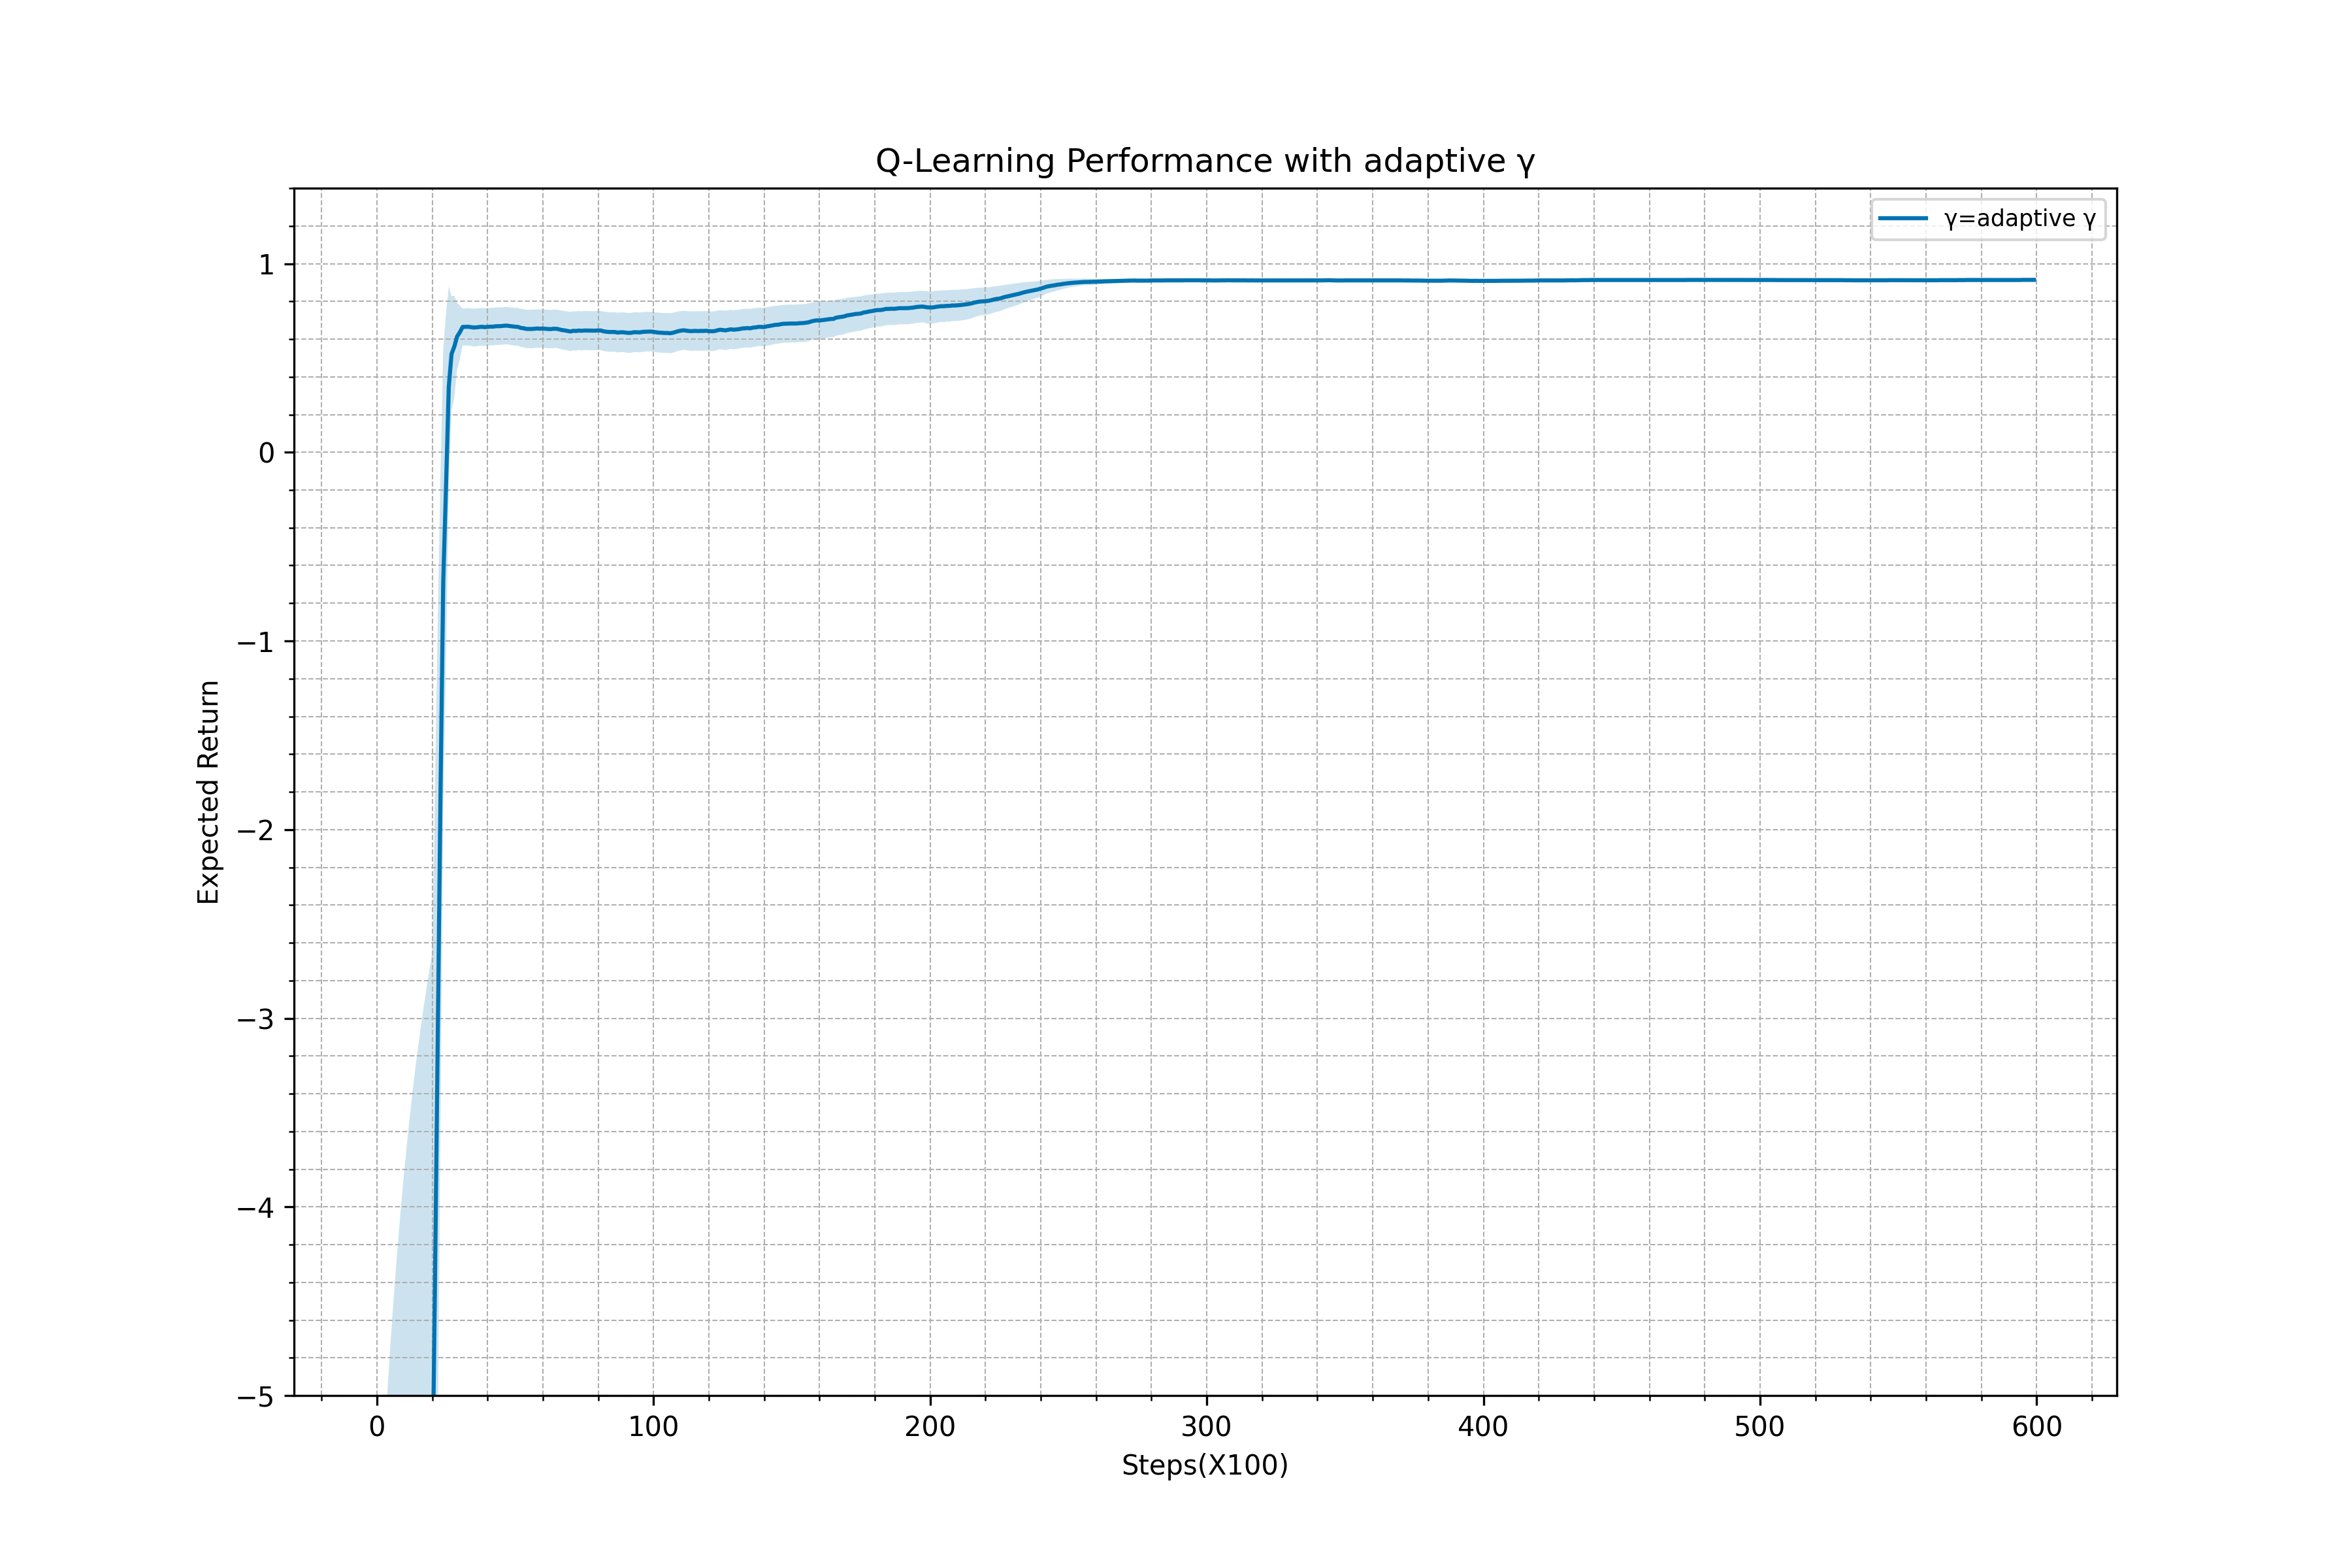 Q-Learning Performance with adaptive γ
γ=adaptive γ
1
0
−1
−2
−3
−4
−5
Expected Return
0 100 200 300 400 500 600
Steps(X100)